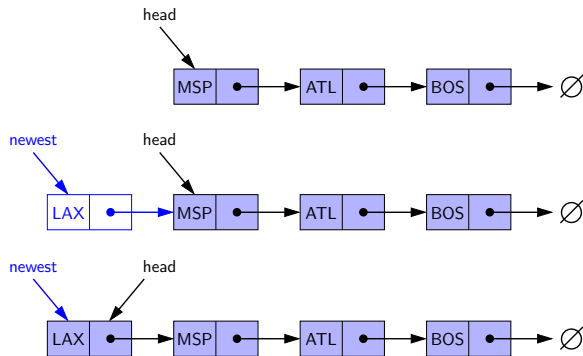 head
MSP ATL BOS ∅
newest head
LAX MSP ATL BOS ∅
newest head
LAX MSP ATL BOS ∅